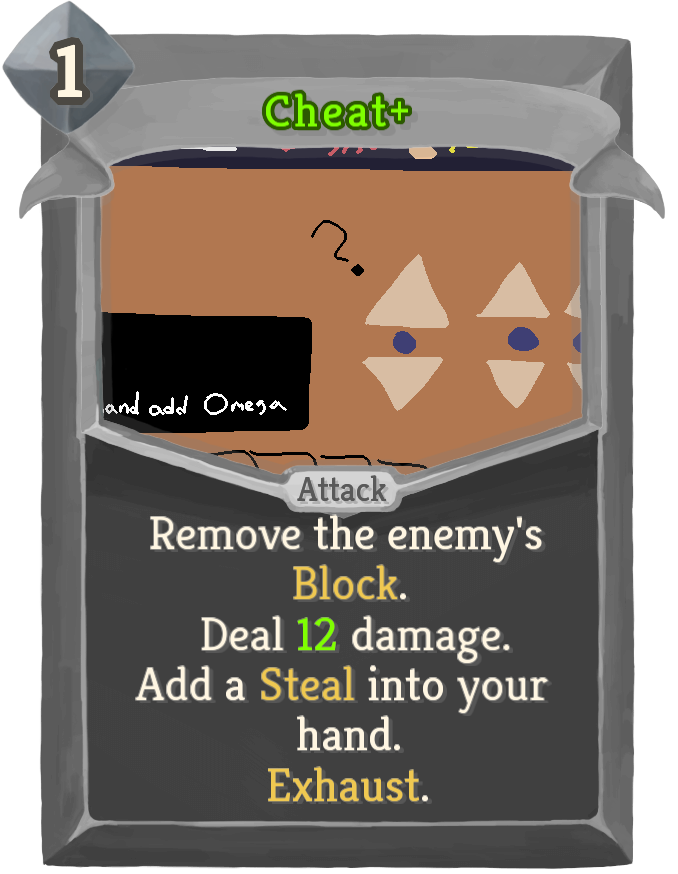 1
Cheat+
?
and add Omega
Attack
Remove the enemy's
Block.
Deal 12 damage.
Add a Steal into your
hand.
Exhaust.